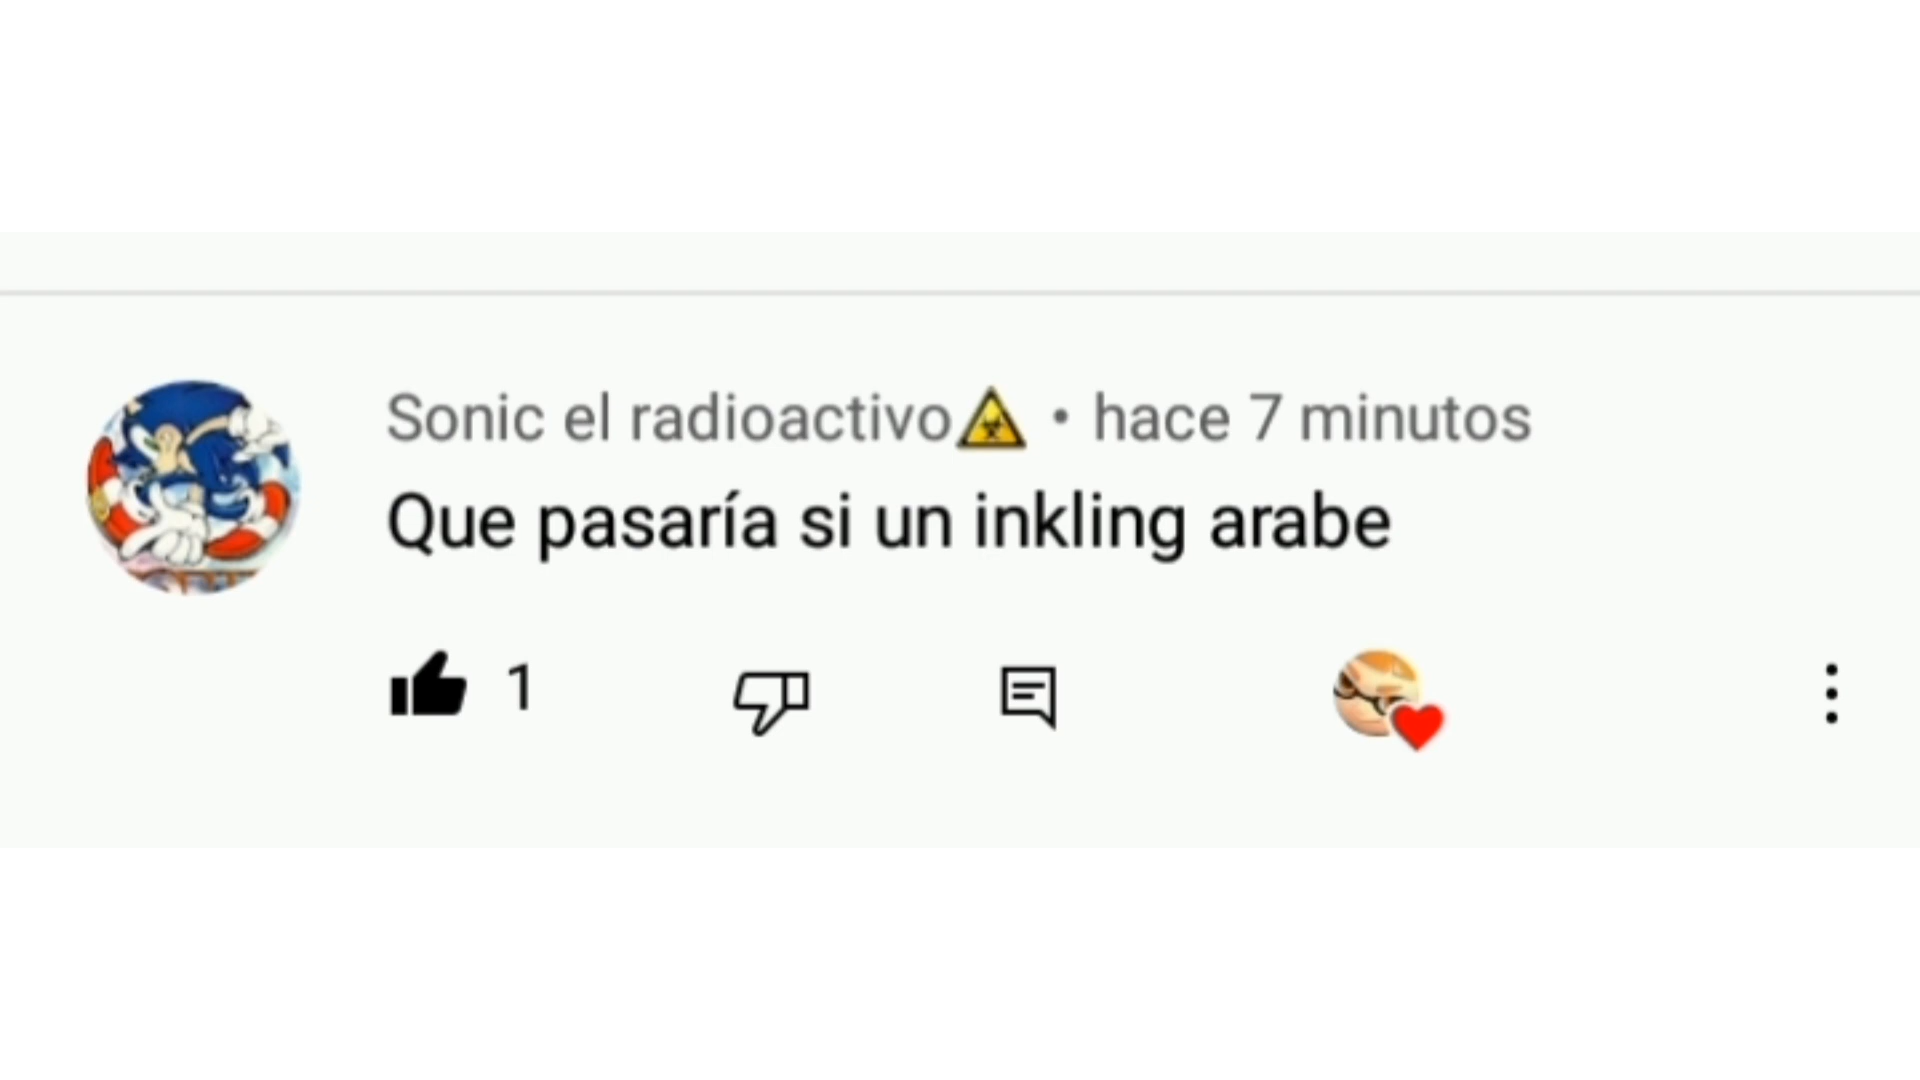 Sonic el radioactivo☣ • hace 7 minutos
Que pasaría si un inkling arabe
1